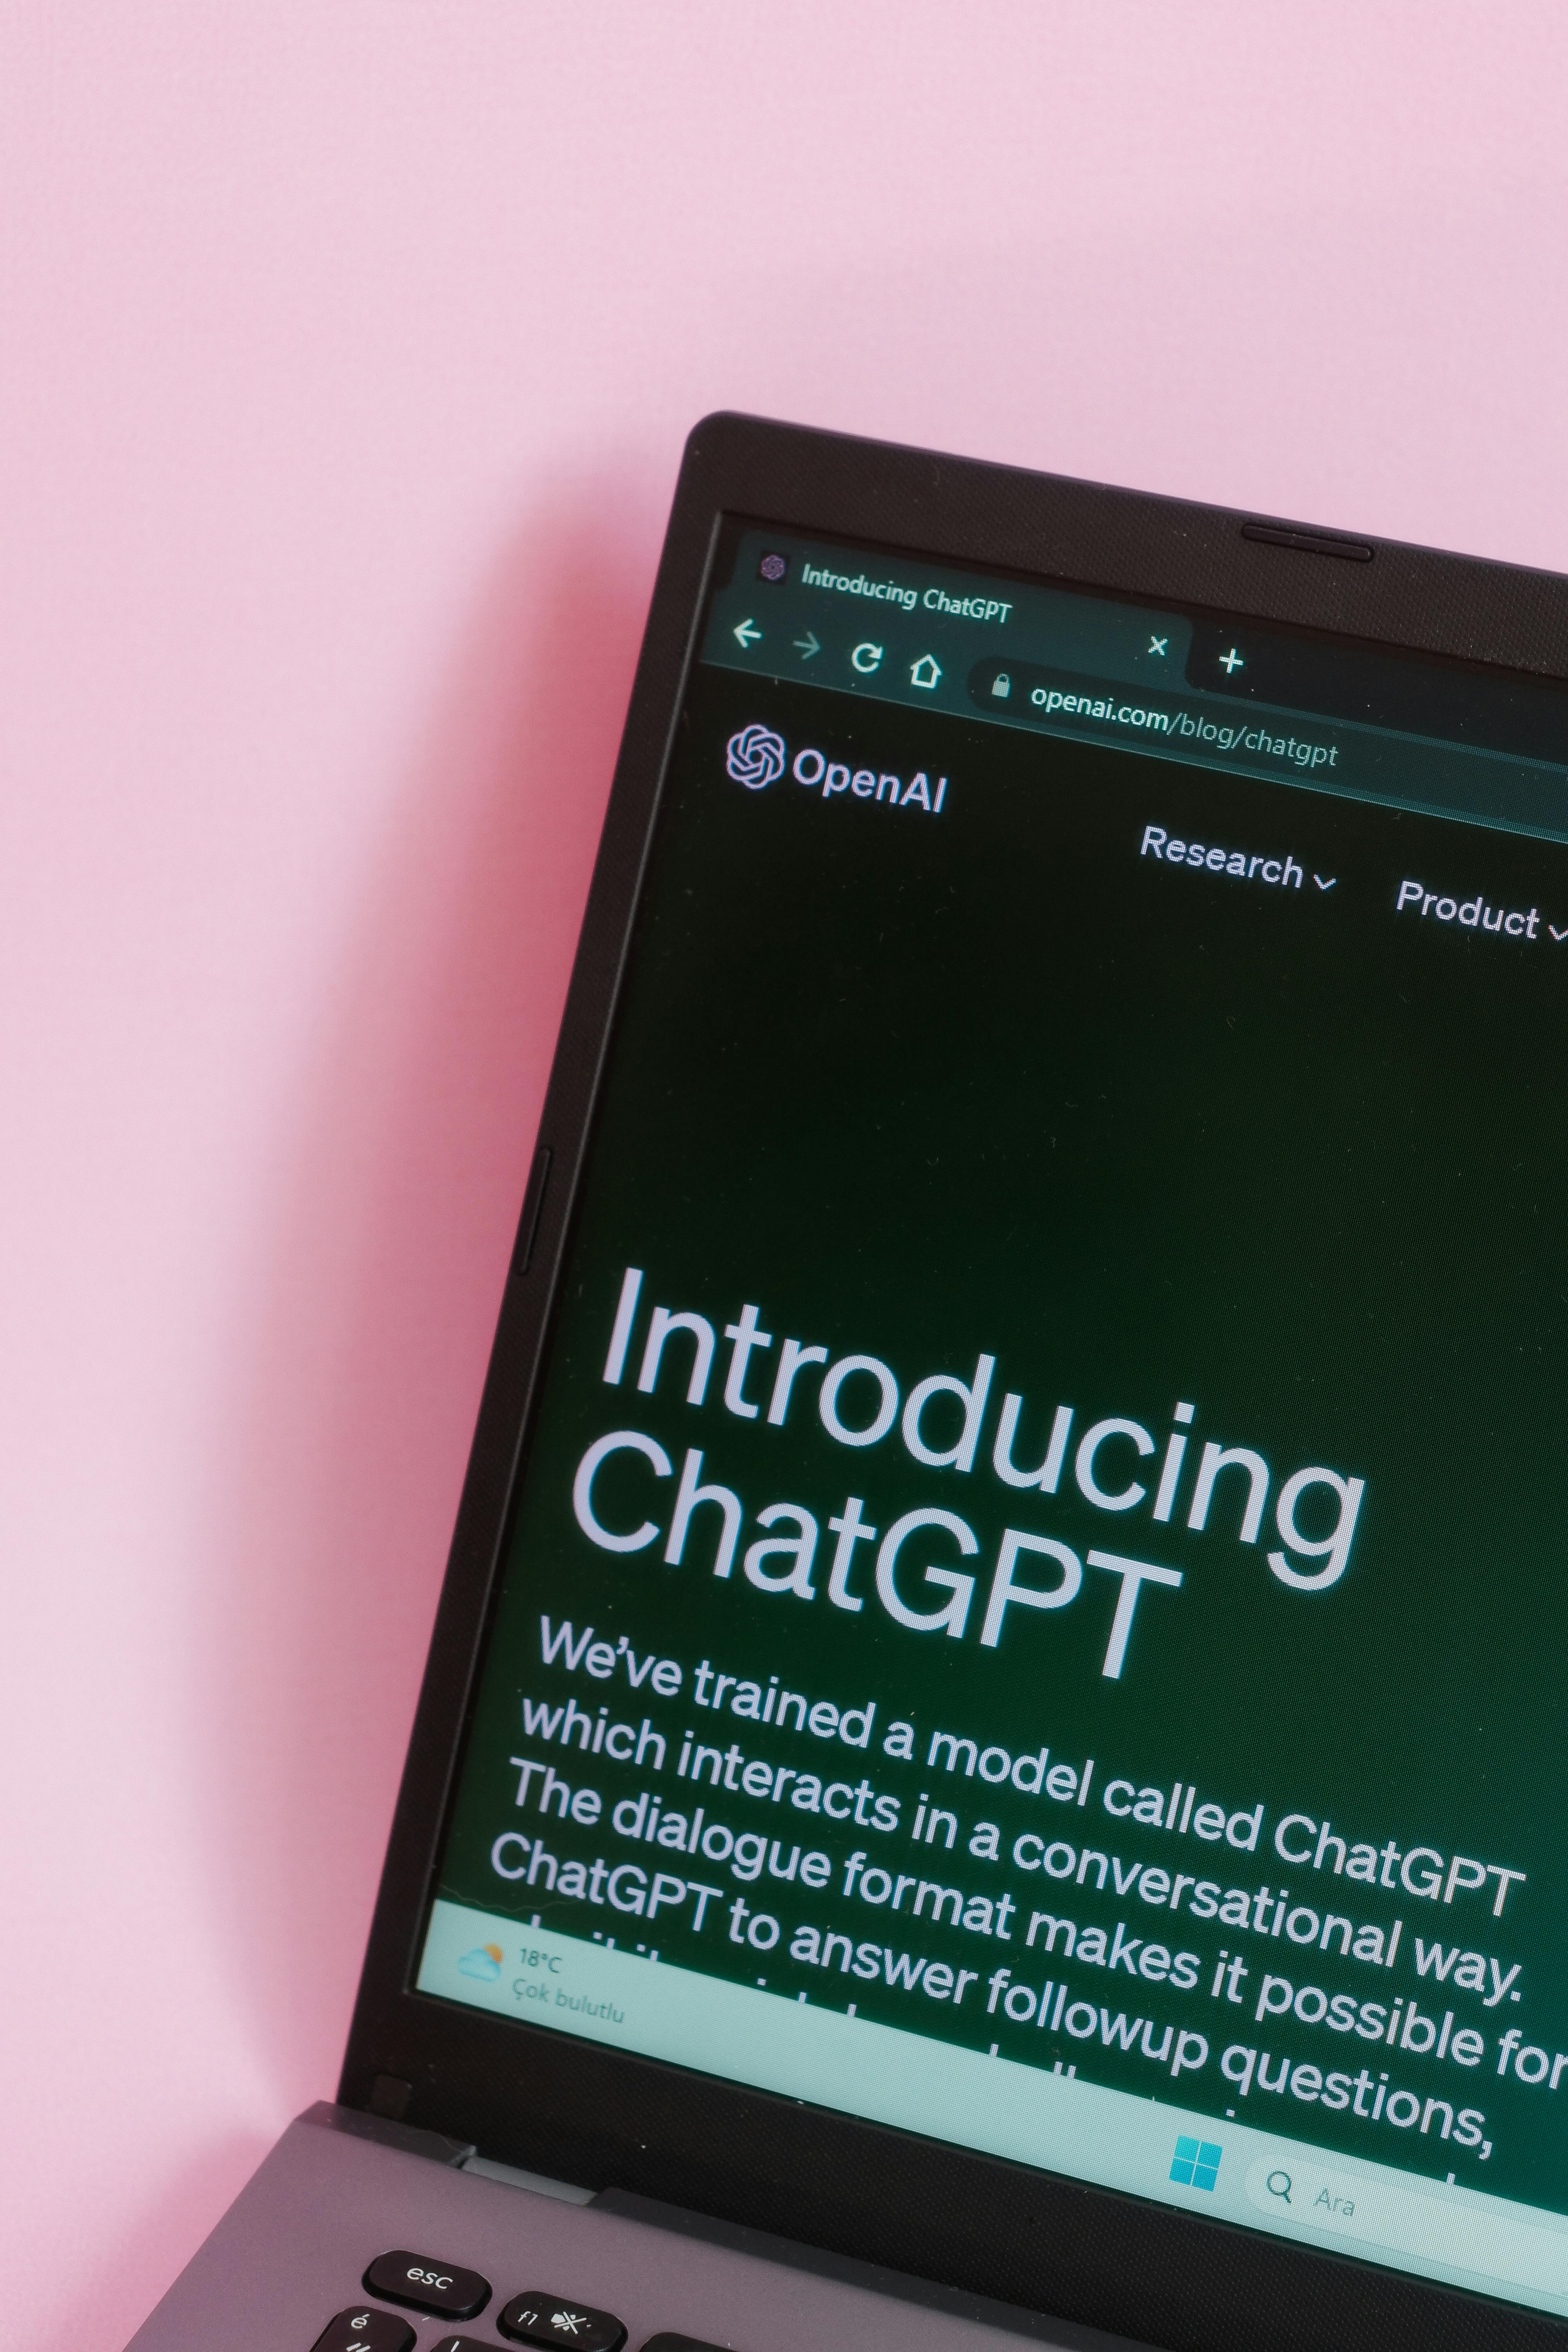 Introducing ChatGPT
openai.com/blog/chatgpt
OpenAI
Research
Product
Introducing
ChatGPT
We've trained a model called ChatGPT
which interacts in a conversational way.
The dialogue format makes it possible for
ChatGPT to answer followup questions,
18°C
Çok bulutlu
Ara
esc
f1
é